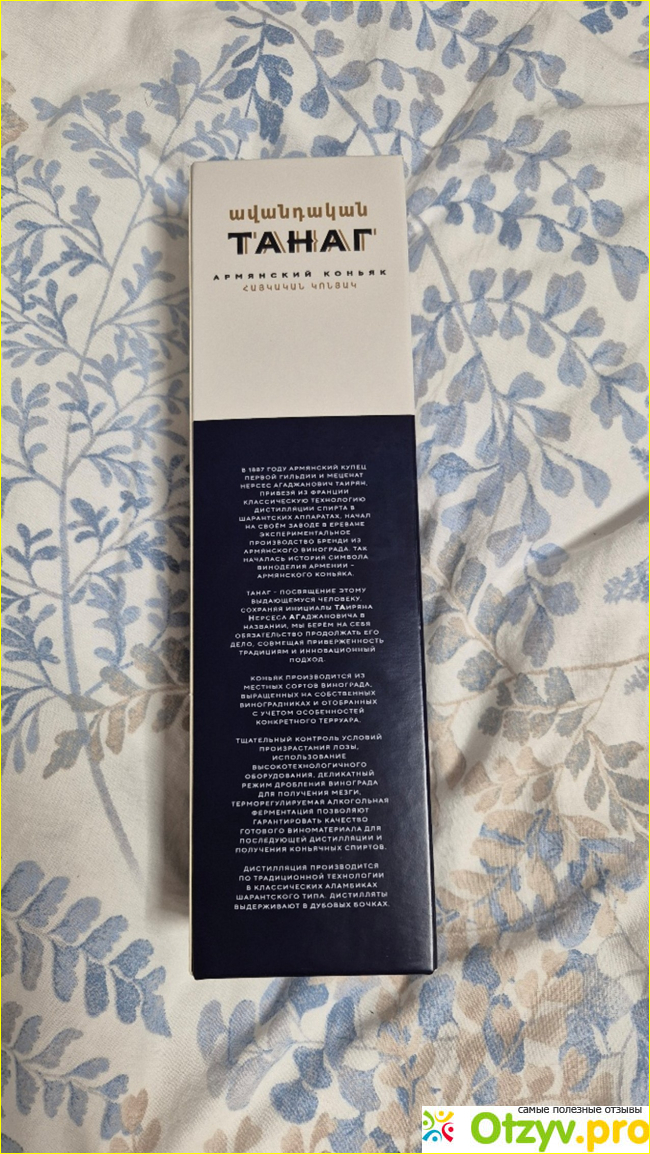 ավանդական
ТАНАГ
АРМЯНСКИЙ КОНЬЯК
ՀԱՅԿԱԿԱՆ ԿՈՆՅԱԿ
В 1887 ГОДУ АРМЯНСКИЙ КУПЕЦ
ПЕРВОЙ ГИЛЬДИИ И МЕЦЕНАТ
НЕРСЕС АГАДЖАНОВИЧ ТАИРЯН,
ПРИВЕЗЯ ИЗ ФРАНЦИИ
КЛАССИЧЕСКУЮ ТЕХНОЛОГИЮ
ДИСТИЛЛЯЦИИ СПИРТА В
ШАРАНТСКИХ АППАРАТАХ, НАЧАЛ
НА СВОЁМ ЗАВОДЕ В ЕРЕВАНЕ
ЭКСПЕРИМЕНТАЛЬНОЕ
ПРОИЗВОДСТВО БРЕНДИ ИЗ
АРМЯНСКОГО ВИНОГРАДА. ТАК
НАЧАЛАСЬ ИСТОРИЯ СИМВОЛА
ВИНОДЕЛИЯ АРМЕНИИ –
АРМЯНСКОГО КОНЬЯКА.
ТАНАГ – ПОСВЯЩЕНИЕ ЭТОМУ
ВЫДАЮЩЕМУСЯ ЧЕЛОВЕКУ.
СОХРАНЯЯ ИНИЦИАЛЫ ТАИРЯНА
НЕРСЕСА АГАДЖАНОВИЧА В
НАЗВАНИИ, МЫ БЕРЁМ НА СЕБЯ
ОБЯЗАТЕЛЬСТВО ПРОДОЛЖАТЬ ЕГО
ДЕЛО, СОВМЕЩАЯ ПРИВЕРЖЕННОСТЬ
ТРАДИЦИЯМ И ИННОВАЦИОННЫЙ
ПОДХОД.
КОНЬЯК ПРОИЗВОДИТСЯ ИЗ
МЕСТНЫХ СОРТОВ ВИНОГРАДА,
ВЫРАЩЕННЫХ НА СОБСТВЕННЫХ
ВИНОГРАДНИКАХ И ОТОБРАННЫХ
С УЧЕТОМ ОСОБЕННОСТЕЙ
КОНКРЕТНОГО ТЕРРУАРА.
ТЩАТЕЛЬНЫЙ КОНТРОЛЬ УСЛОВИЙ
ПРОИЗРАСТАНИЯ ЛОЗЫ,
ИСПОЛЬЗОВАНИЕ
ВЫСОКОТЕХНОЛОГИЧНОГО
ОБОРУДОВАНИЯ, ДЕЛИКАТНЫЙ
РЕЖИМ ДРОБЛЕНИЯ ВИНОГРАДА
ДЛЯ ПОЛУЧЕНИЯ МЕЗГИ,
ТЕРМОРЕГУЛИРУЕМАЯ АЛКОГОЛЬНАЯ
ФЕРМЕНТАЦИЯ ПОЗВОЛЯЮТ
ГАРАНТИРОВАТЬ КАЧЕСТВО
ГОТОВОГО ВИНОМАТЕРИАЛА ДЛЯ
ПОСЛЕДУЮЩЕЙ ДИСТИЛЛЯЦИИ И
ПОЛУЧЕНИЯ КОНЬЯЧНЫХ СПИРТОВ.
ДИСТИЛЛЯЦИЯ ПРОИЗВОДИТСЯ
ПО ТРАДИЦИОННОЙ ТЕХНОЛОГИИ
В КЛАССИЧЕСКИХ АЛАМБИКАХ
ШАРАНТСКОГО ТИПА. ДИСТИЛЛЯТЫ
ВЫДЕРЖИВАЮТ В ДУБОВЫХ БОЧКАХ.
самые полезные отзывы
Otzyv.pro